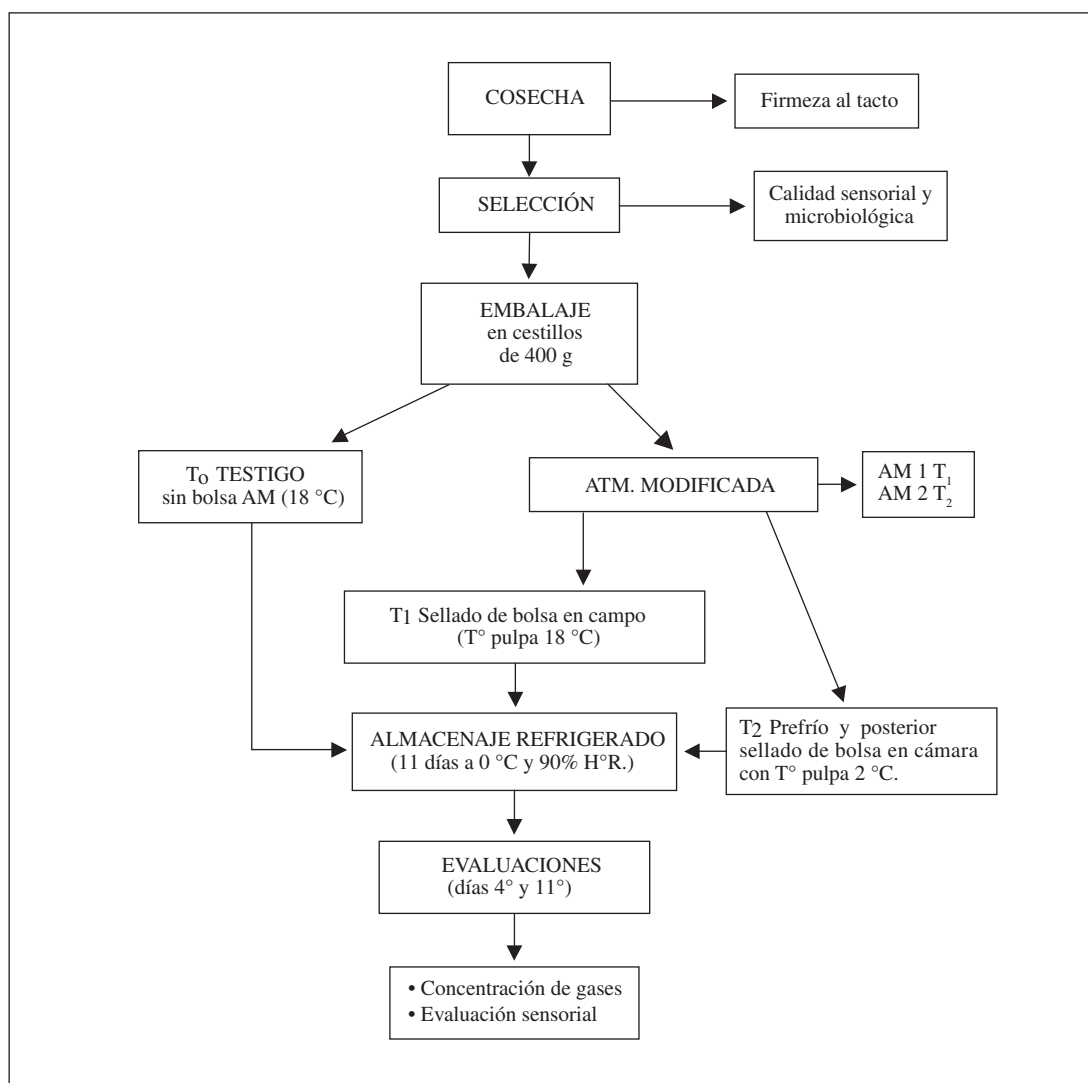 COSECHA
Firmeza al tacto
SELECCIÓN
Calidad sensorial y
microbiológica
EMBALAJE
en cestillos
de 400 g
To TESTIGO
sin bolsa AM (18 °C)
ATM. MODIFICADA
AM 1 T1
AM 2 T2
T1 Sellado de bolsa en campo
(T° pulpa 18 °C)
ALMACENAJE REFRIGERADO
(11 días a 0 °C y 90% H°R.)
T2 Prefrío y posterior
sellado de bolsa en cámara
con T° pulpa 2 °C.
EVALUACIONES
(días 4° y 11°)
• Concentración de gases
• Evaluación sensorial